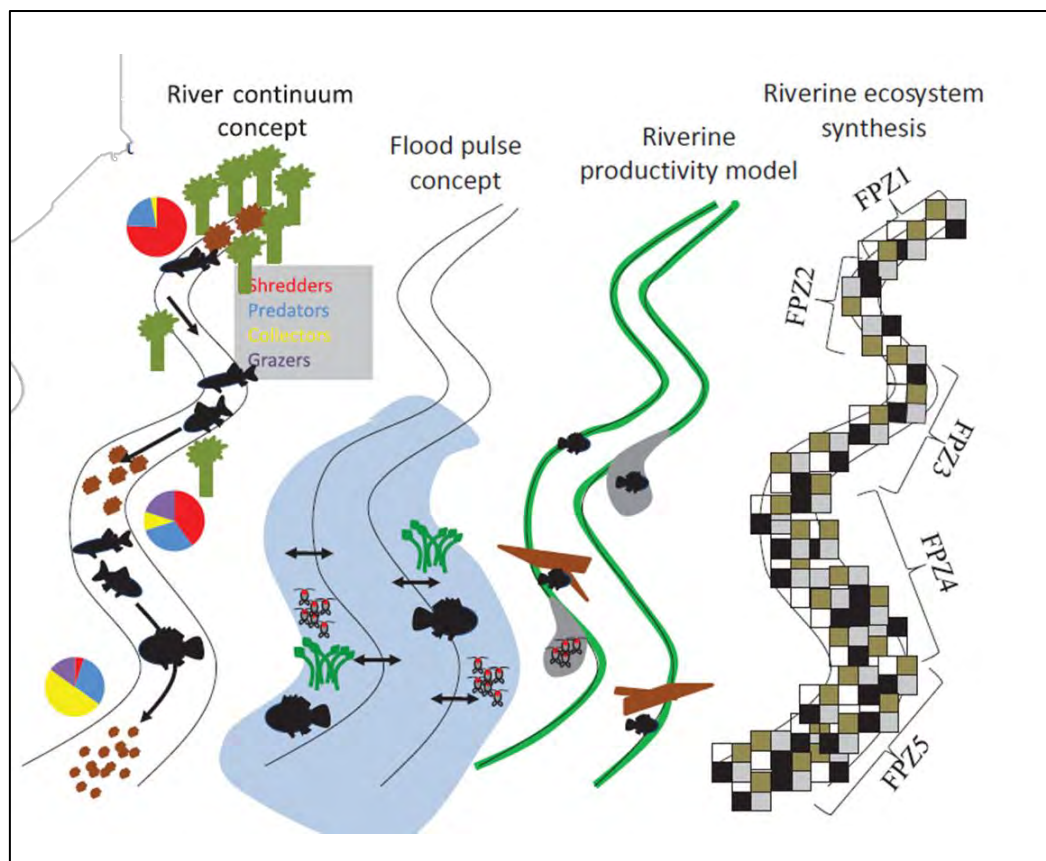 River continuum
concept
Flood pulse
concept
Riverine
productivity model
Riverine ecosystem
synthesis
Shredders
Predators
Collectors
Grazers
FPZ1
FPZ2
FPZ3
FPZ4
FPZ5